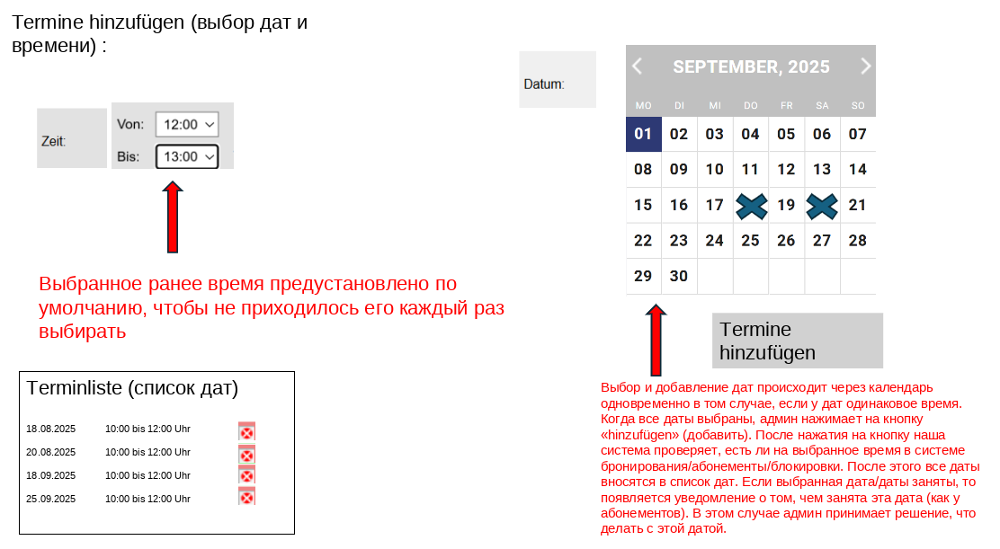 Termine hinzufügen (выбор дат и
времени) :
Zeit:
Von: 12:00
Bis: 13:00
Выбранное ранее время предустановлено по
умолчанию, чтобы не приходилось его каждый раз
выбирать
Terminliste (список дат)
18.08.2025 10:00 bis 12:00 Uhr
20.08.2025 10:00 bis 12:00 Uhr
18.09.2025 10:00 bis 12:00 Uhr
25.09.2025 10:00 bis 12:00 Uhr
Datum:
SEPTEMBER, 2025
MO DI MI DO FR SA SO
01 02 03 04 05 06 07
08 09 10 11 12 13 14
15 16 17 19 21
22 23 24 25 26 27 28
29 30
Termine
hinzufügen
Выбор и добавление дат происходит через календарь
одновременно в том случае, если у дат одинаковое время.
Когда все даты выбраны, админ нажимает на кнопку
«hinzufügen» (добавить). После нажатия на кнопку наша
система проверяет, есть ли на выбранное время в системе
бронирования/абонементы/блокировки. После этого все даты
вносятся в список дат. Если выбранная дата/даты заняты, то
появляется уведомление о том, чем занята эта дата (как у
абонементов). В этом случае админ принимает решение, что
делать с этой датой.